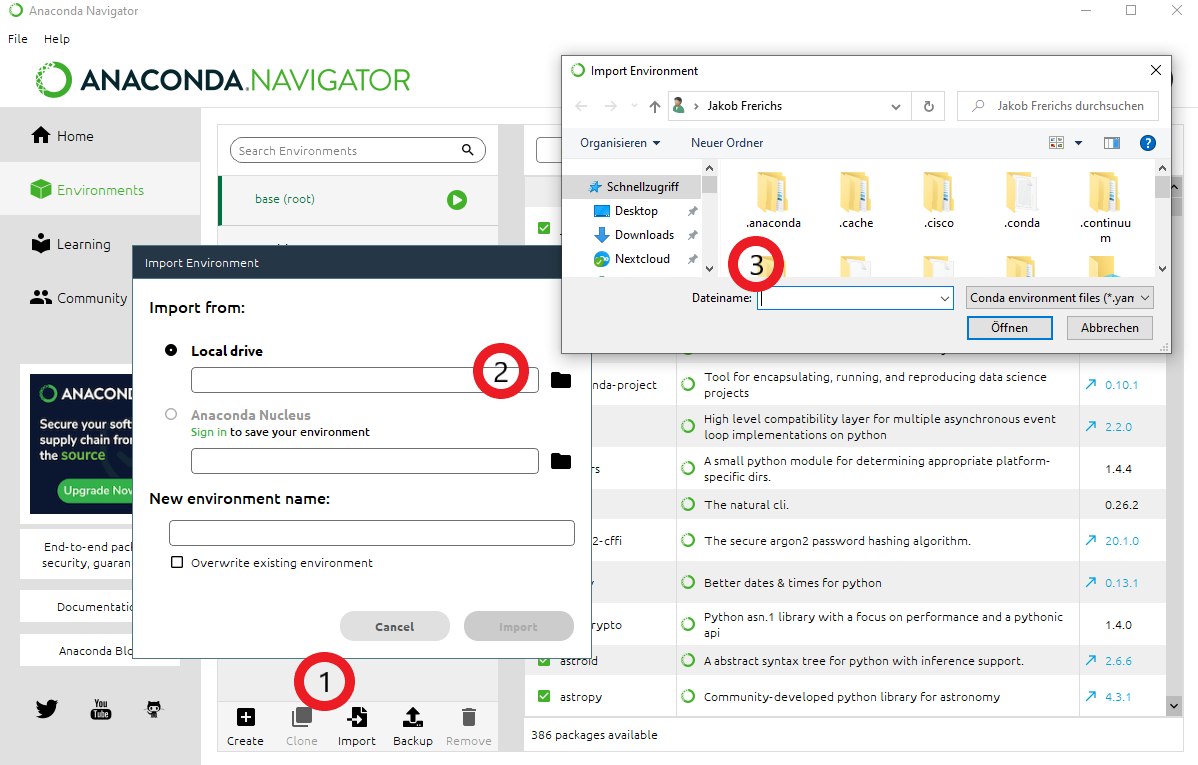 Anaconda Navigator
File Help
ANACONDA.NAVIGATOR
Home
Environments
Learning
Community
ANACOND
Secure your soft
supply chain from
the source
Upgrade Now
End-to-end pack
security, guaran
Documentatio
Anaconda Blo
You
Tube
Search Environments
base (root)
Import Environment
Import from:
Local drive
2
Anaconda Nucleus
Sign in to save your environment
New environment name:
Overwrite existing environment
Cancel Import
1
Create Clone Import Backup Remove
Import Environment
Jakob Frerichs
Jakob Frerichs durchsuchen
Organisieren Neuer Ordner
Schnellzugriff
Desktop
Downloads
Nextcloud
.anaconda .cache .cisco .conda .continuu
m
3
Dateiname: Conda environment files (*.yam
Öffnen Abbrechen
nda-project Tool for encapsulating, running, and reproducing data science
projects 0.10.1
High level compatibility layer for multiple asynchronous event
loop implementations on python 2.2.0
rs A small python module for determining appropriate platform-
specific dirs. 1.4.4
The natural cli. 0.26.2
2-cffi The secure argon2 password hashing algorithm. 20.1.0
Better dates & times for python 0.13.1
rypto Python asn.1 library with a focus on performance and a pythonic
api 1.4.0
astroid A abstract syntax tree for python with inference support. 2.6.6
astropy Community-developed python library for astronomy 4.3.1
386 packages available